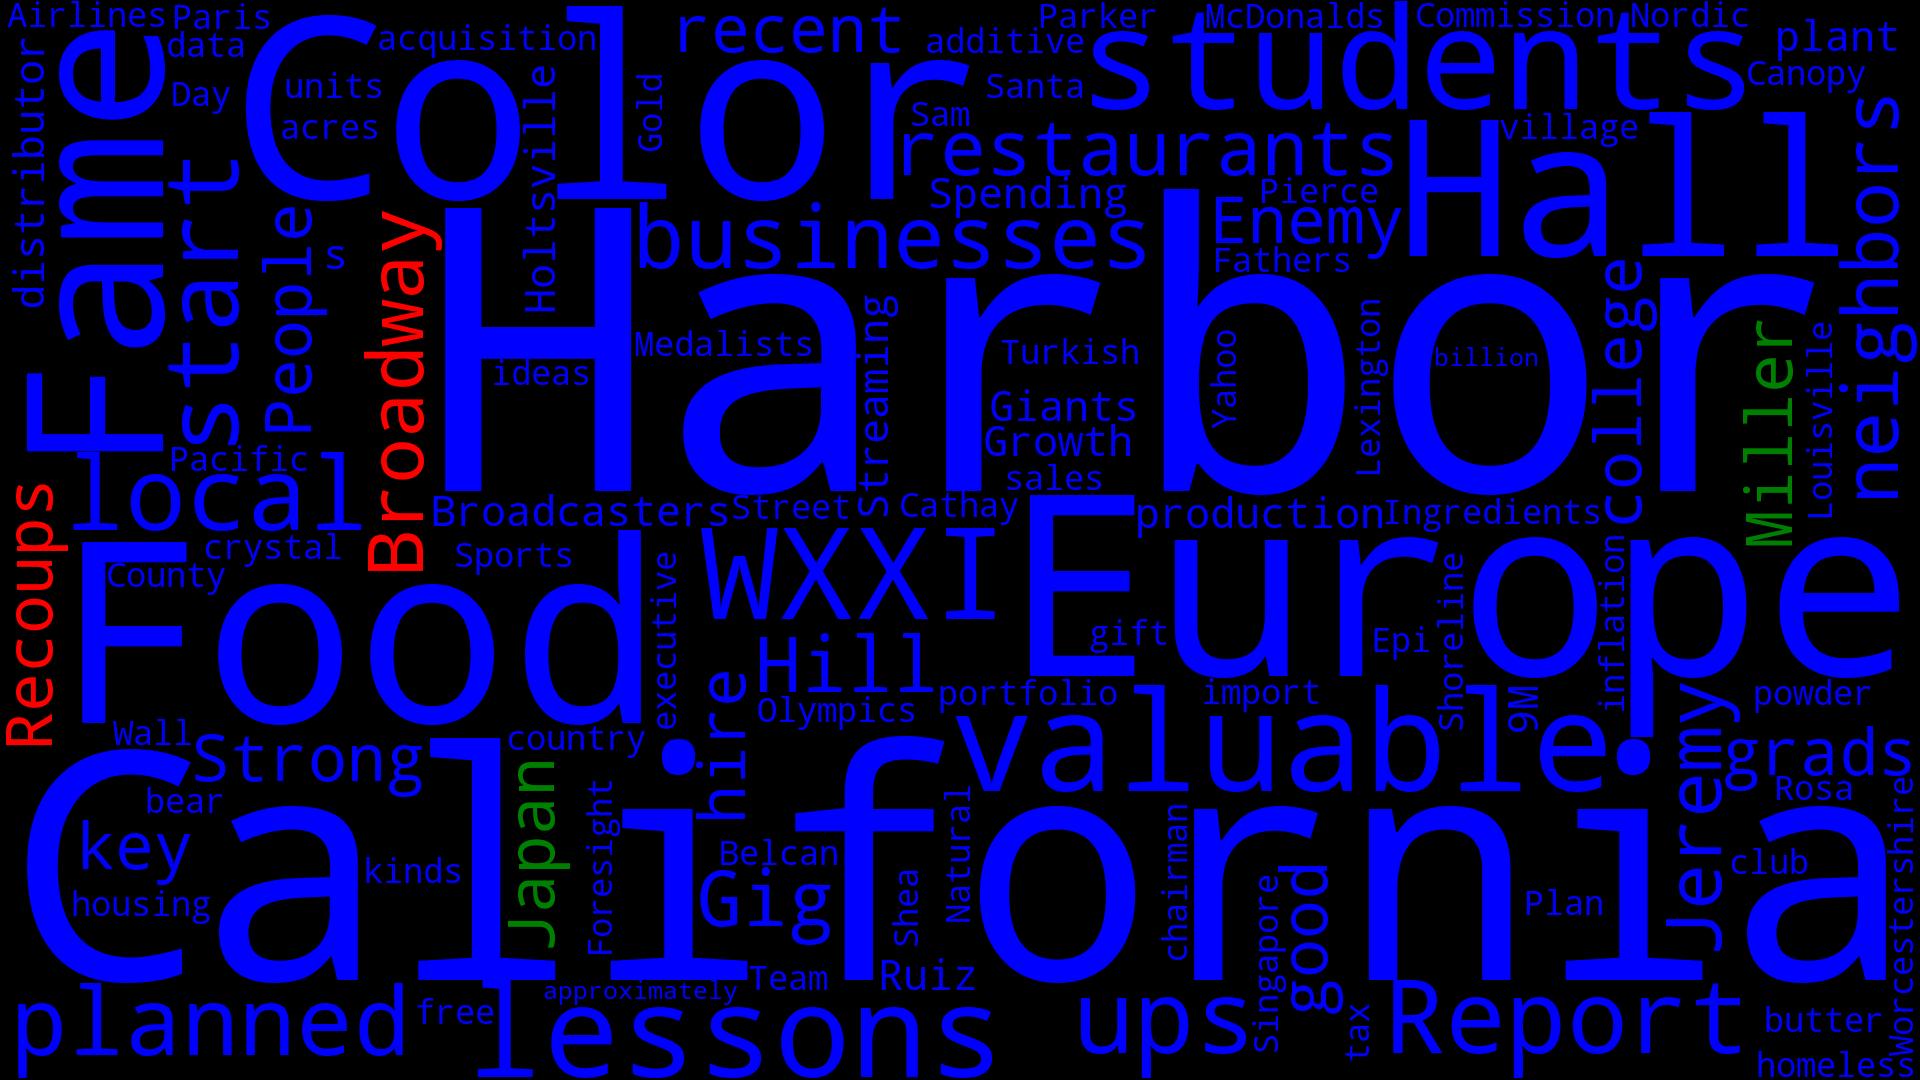 Airlines
Paris
data
Day
Color
acquisition
units
acres
Holtsville
Gold
recent
additive
Santa
Sam
Parker
McDonalds
Commission
Nordic
students
plant
Canopy
distributor
Fame
start
People
s
Broadway
restaurants
Spending
businesses
Pierce
Enemy
Fathers
village
Hall
neighbors
Harbor
Medalists
ideas
Streaming
Turkish
Giants
Growth
sales
Yahoo
Lexington
billion
college
Miller
Louisville
Pacific
local
Recoups
Broadcasters
Street
Cathay
production
Ingredients
crystal
County
Food
Sports
executive
WXXI
Europe
gift
Epi
Shoreline
inflation
Hill
Olympics
hire
portfolio
import
9M
powder
Wall
Strong
country
valuable
Jeremy
grads
Rosa
bear
key
housing
kinds
California
Japan
Foresight
Belcan
Gig
Shea
Natural
chairman
Singapore
good
Plan
club
Worcestershire
planned
free
approximately
lessons
Team
Ruiz
ups
tax
Report
butter
homeless